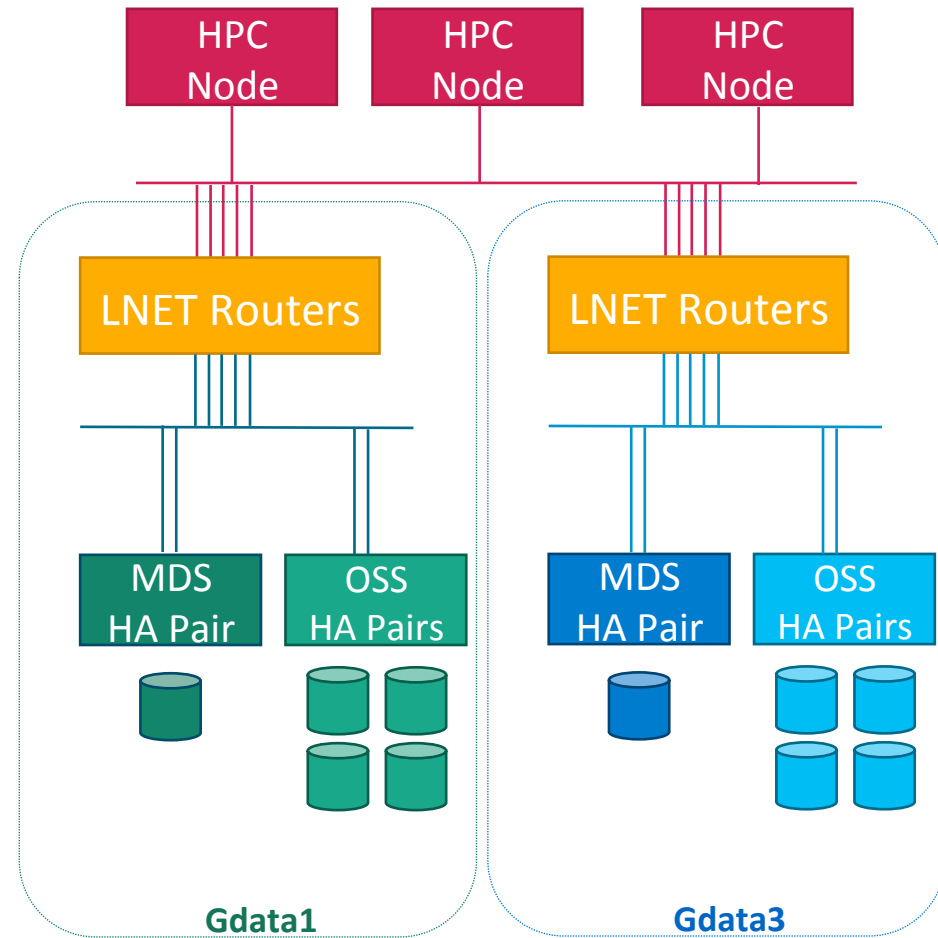 HPC
Node
HPC
Node
HPC
Node
LNET Routers
LNET Routers
MDS
HA Pair
OSS
HA Pairs
MDS
HA Pair
OSS
HA Pairs
Gdata1
Gdata3